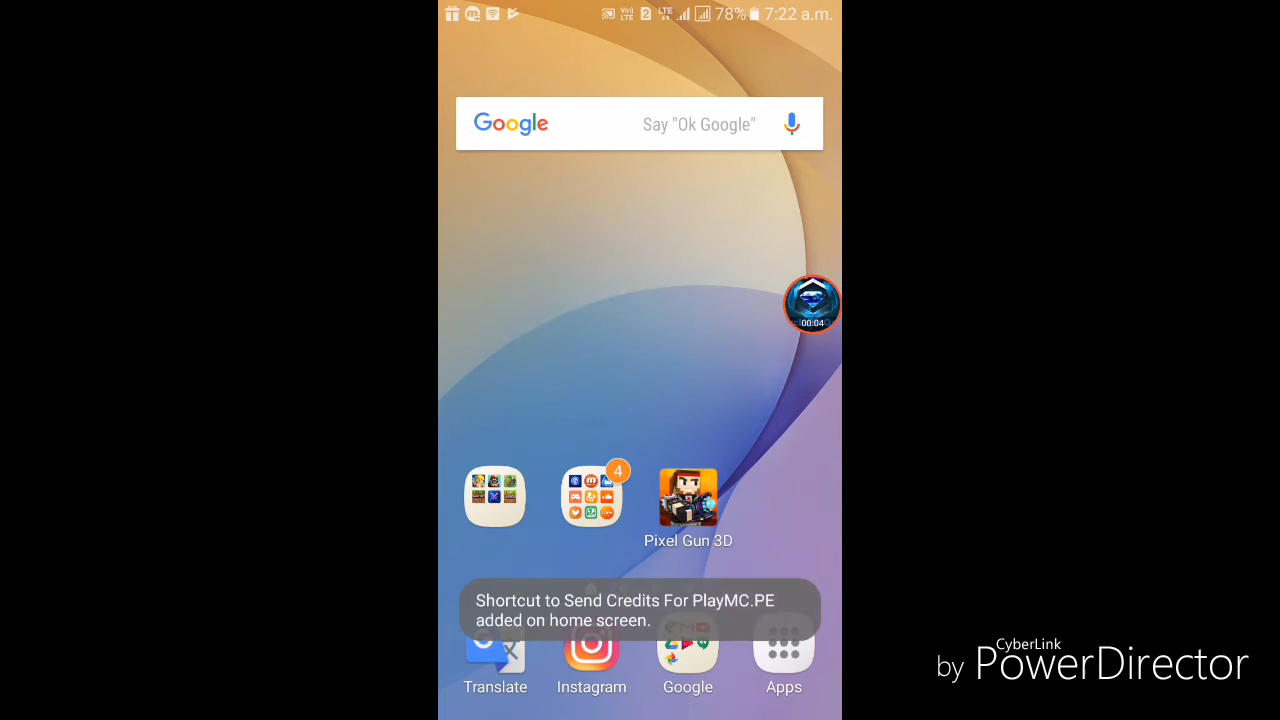 78% 7:22 a.m.
Google Say "Ok Google"
00:04
4
Pixel Gun 3D
Shortcut to Send Credits For PlayMC.PE
added on home screen.
Translate Instagram Google Apps
CyberLink
by PowerDirector